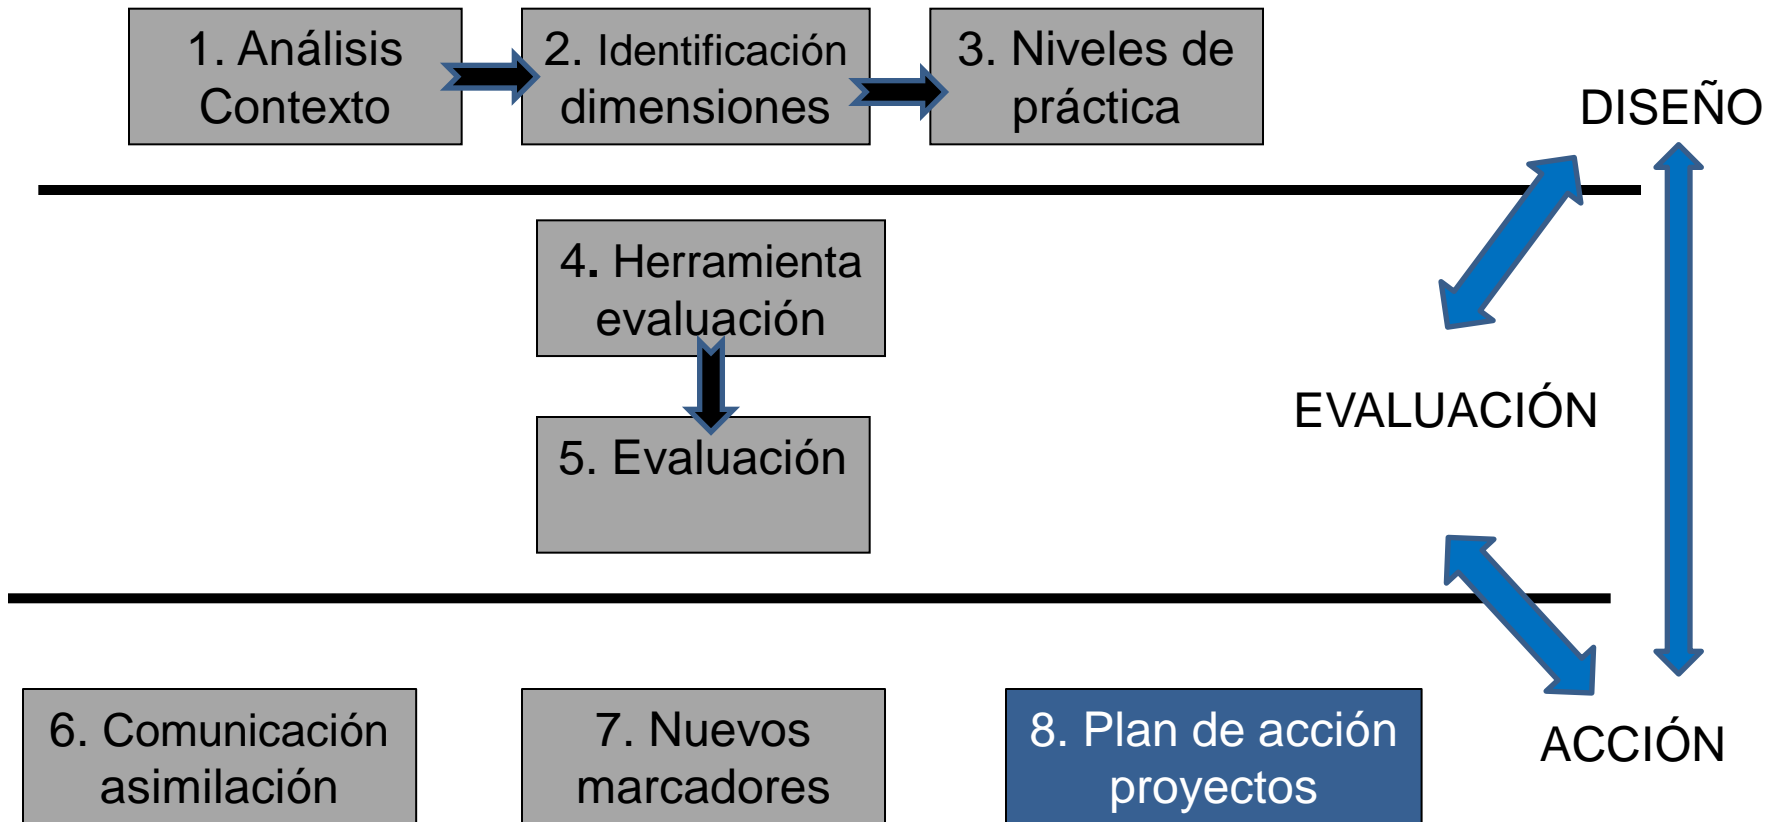 1. Análisis
Contexto
2. Identificación
dimensiones
3. Niveles de
práctica
DISEÑO
4. Herramienta
evaluación
EVALUACIÓN
5. Evaluación
6. Comunicación
asimilación
7. Nuevos
marcadores
8. Plan de acción
proyectos
ACCIÓN